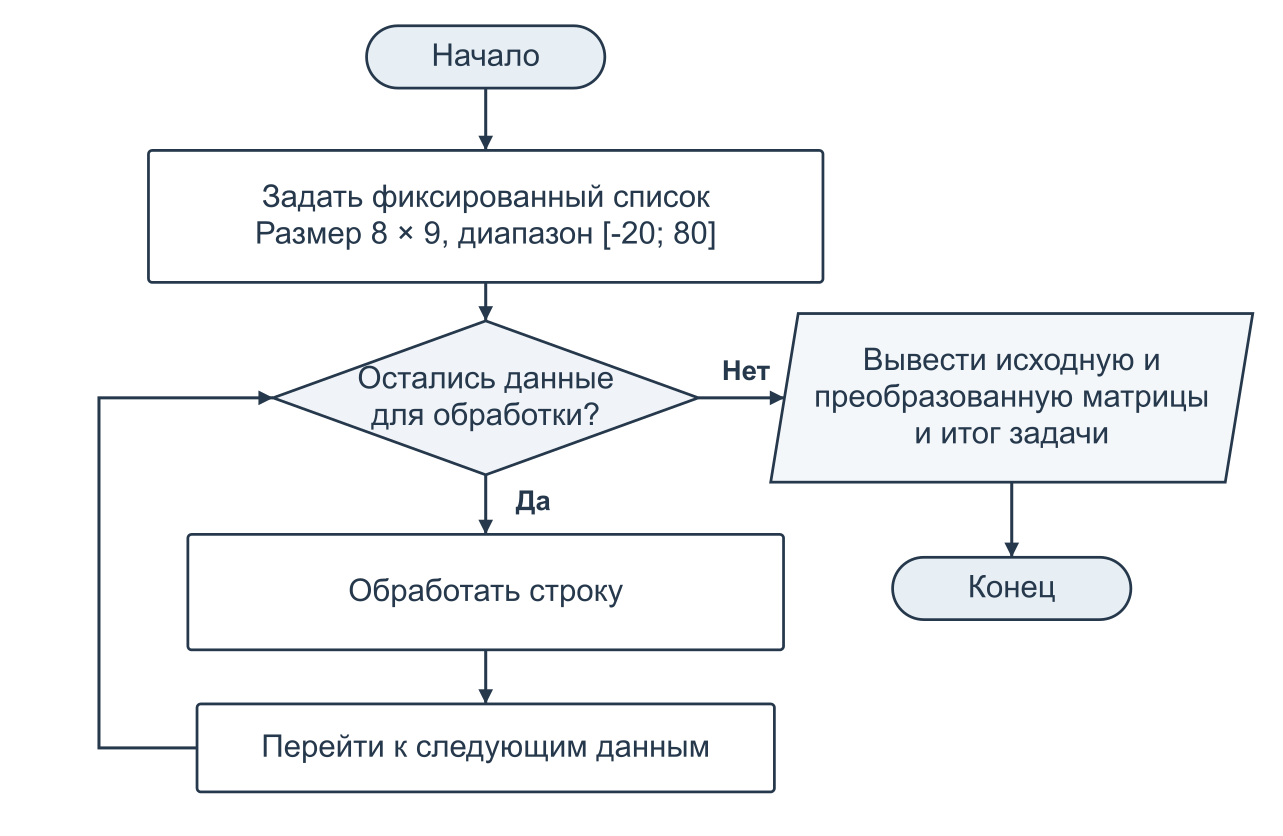 Начало
Задать фиксированный список
Размер 8 × 9, диапазон [-20; 80]
Остались данные
для обработки?
Нет
Вывести исходную и
преобразованную матрицы
и итог задачи
Да
Обработать строку
Конец
Перейти к следующим данным